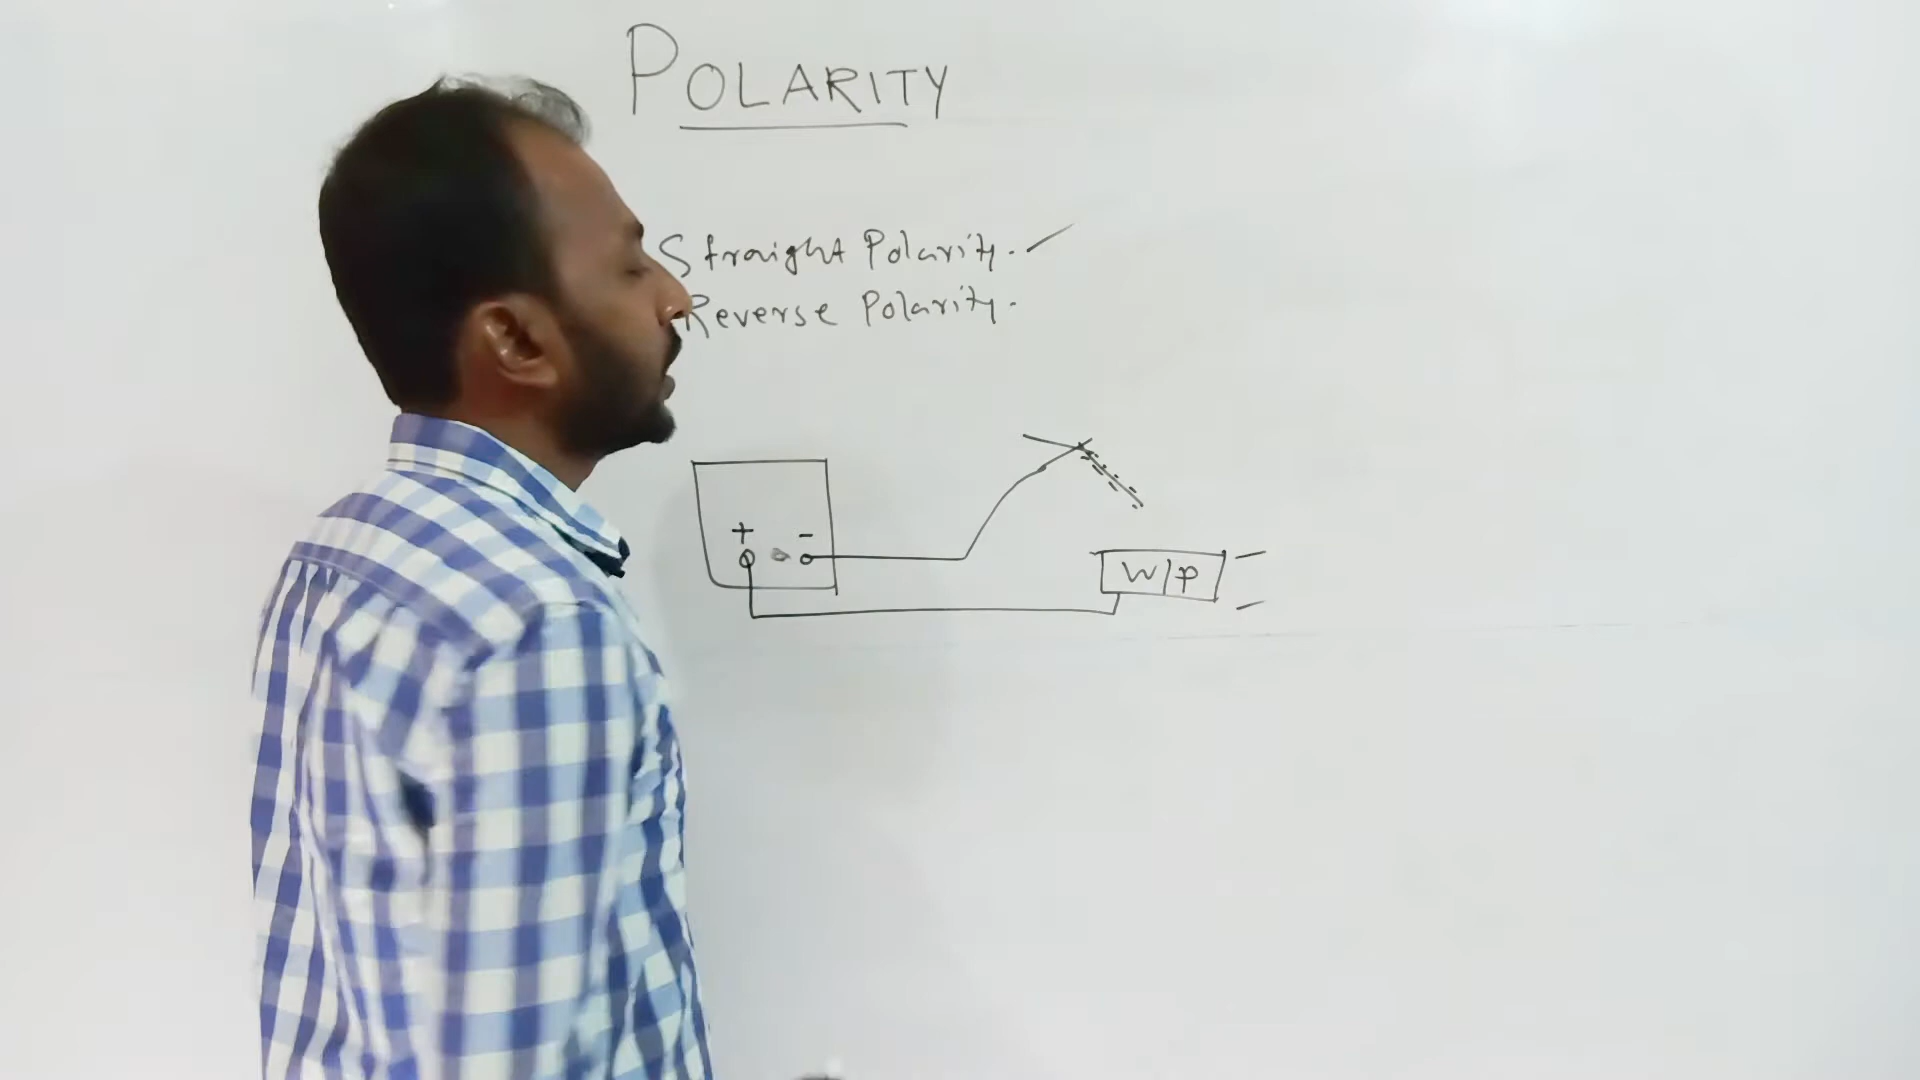 POLARITY
Straight Polarity.
Reverse Polarity.
+ -
W/P